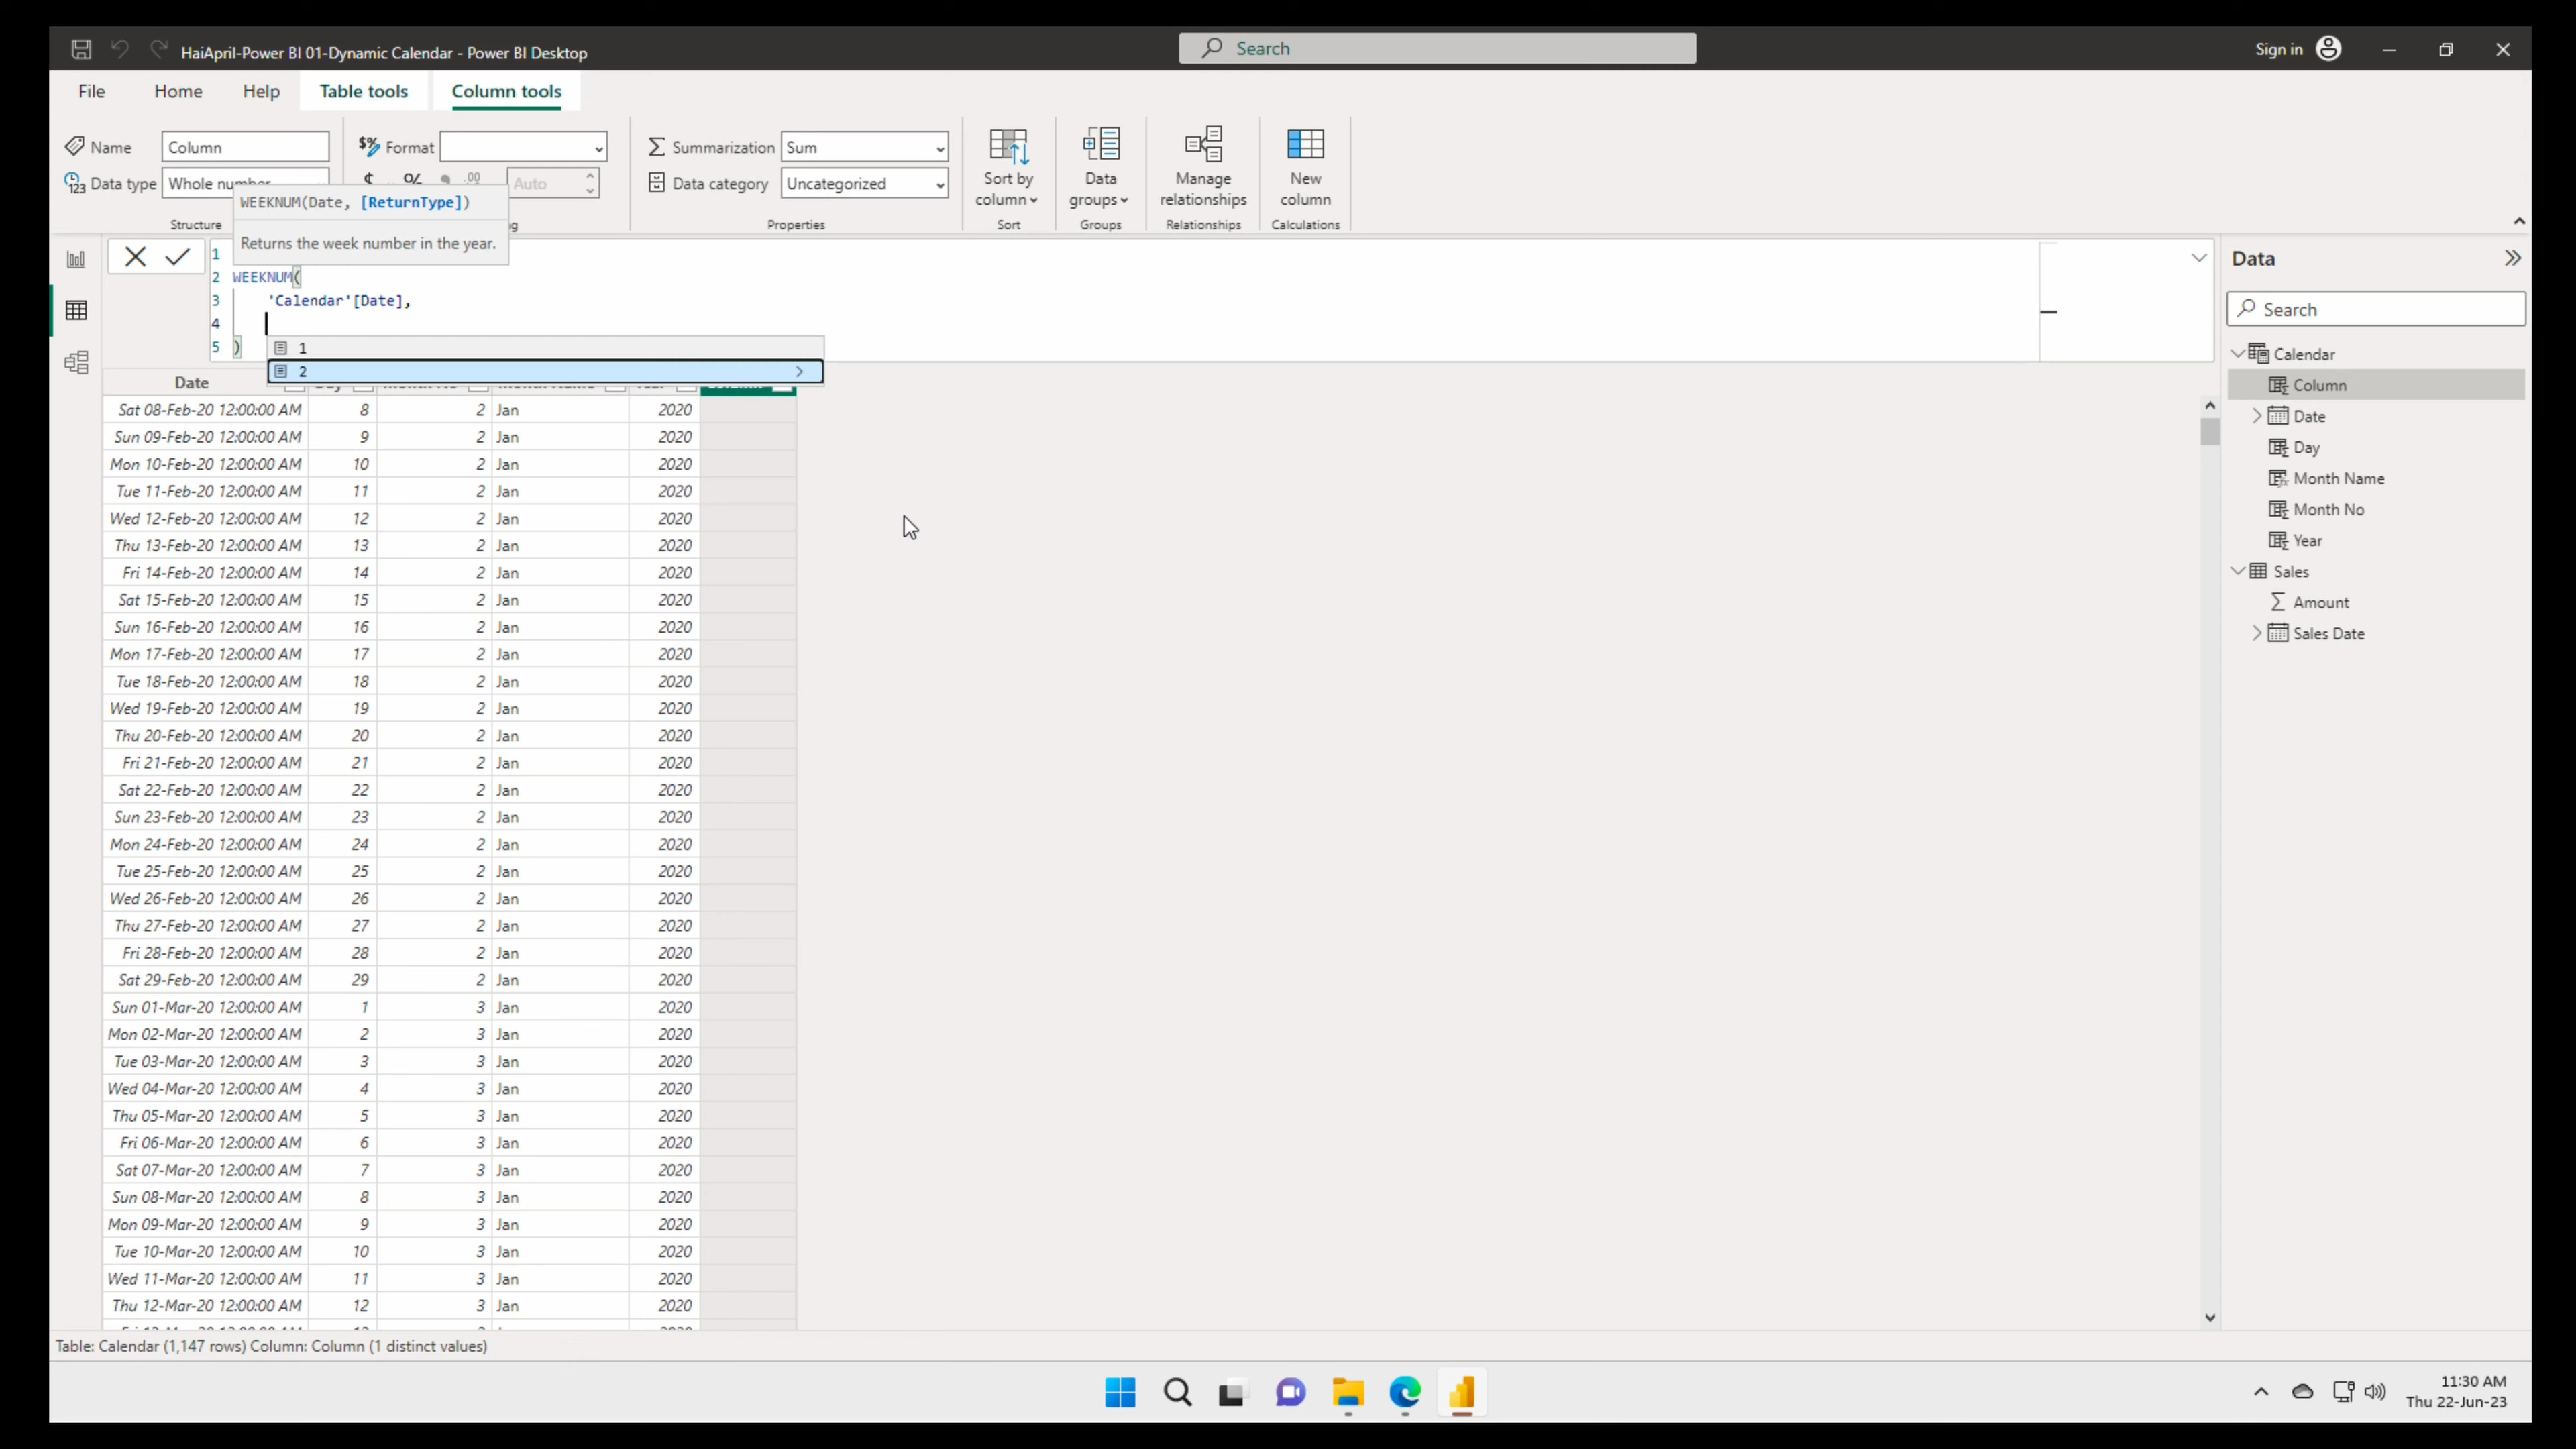 HaiApril-Power BI 01-Dynamic Calendar - Power BI Desktop
Search
Sign in
File Home Help Table tools Column tools
Name Column
Format
Summarization Sum
Data type Whole number
$ % Auto
Data category Uncategorized
Sort by column
Data groups
Manage relationships
New column
Structure
Properties
Sort
Groups
Relationships
Calculations
WEEKNUM(Date, [ReturnType])
Returns the week number in the year.
1
2 WEEKNUM(
3 'Calendar'[Date],
4
5 )
1
2
Date
Sat 08-Feb-20 12:00:00 AM 8 2 Jan 2020
Sun 09-Feb-20 12:00:00 AM 9 2 Jan 2020
Mon 10-Feb-20 12:00:00 AM 10 2 Jan 2020
Tue 11-Feb-20 12:00:00 AM 11 2 Jan 2020
Wed 12-Feb-20 12:00:00 AM 12 2 Jan 2020
Thu 13-Feb-20 12:00:00 AM 13 2 Jan 2020
Fri 14-Feb-20 12:00:00 AM 14 2 Jan 2020
Sat 15-Feb-20 12:00:00 AM 15 2 Jan 2020
Sun 16-Feb-20 12:00:00 AM 16 2 Jan 2020
Mon 17-Feb-20 12:00:00 AM 17 2 Jan 2020
Tue 18-Feb-20 12:00:00 AM 18 2 Jan 2020
Wed 19-Feb-20 12:00:00 AM 19 2 Jan 2020
Thu 20-Feb-20 12:00:00 AM 20 2 Jan 2020
Fri 21-Feb-20 12:00:00 AM 21 2 Jan 2020
Sat 22-Feb-20 12:00:00 AM 22 2 Jan 2020
Sun 23-Feb-20 12:00:00 AM 23 2 Jan 2020
Mon 24-Feb-20 12:00:00 AM 24 2 Jan 2020
Tue 25-Feb-20 12:00:00 AM 25 2 Jan 2020
Wed 26-Feb-20 12:00:00 AM 26 2 Jan 2020
Thu 27-Feb-20 12:00:00 AM 27 2 Jan 2020
Fri 28-Feb-20 12:00:00 AM 28 2 Jan 2020
Sat 29-Feb-20 12:00:00 AM 29 2 Jan 2020
Sun 01-Mar-20 12:00:00 AM 1 3 Jan 2020
Mon 02-Mar-20 12:00:00 AM 2 3 Jan 2020
Tue 03-Mar-20 12:00:00 AM 3 3 Jan 2020
Wed 04-Mar-20 12:00:00 AM 4 3 Jan 2020
Thu 05-Mar-20 12:00:00 AM 5 3 Jan 2020
Fri 06-Mar-20 12:00:00 AM 6 3 Jan 2020
Sat 07-Mar-20 12:00:00 AM 7 3 Jan 2020
Sun 08-Mar-20 12:00:00 AM 8 3 Jan 2020
Mon 09-Mar-20 12:00:00 AM 9 3 Jan 2020
Tue 10-Mar-20 12:00:00 AM 10 3 Jan 2020
Wed 11-Mar-20 12:00:00 AM 11 3 Jan 2020
Thu 12-Mar-20 12:00:00 AM 12 3 Jan 2020
Data
Search
Calendar
Column
Date
Day
Month Name
Month No
Year
Sales
Amount
Sales Date
Table: Calendar (1,147 rows) Column: Column (1 distinct values)
11:30 AM
Thu 22-Jun-23